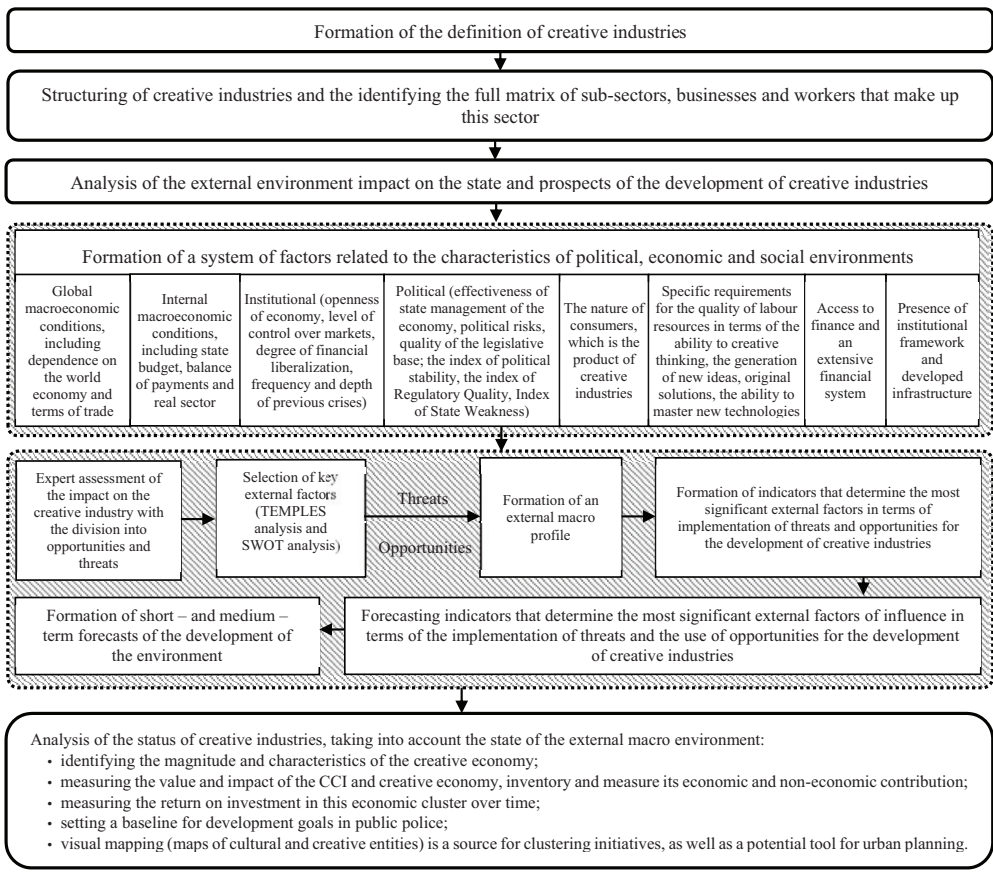 Formation of the definition of creative industries
Structuring of creative industries and the identifying the full matrix of sub-sectors, businesses and workers that make up
this sector
Analysis of the external environment impact on the state and prospects of the development of creative industries
Formation of a system of factors related to the characteristics of political, economic and social environments
Global
macroeconomic
conditions,
including
dependence on
the world
economy and
terms of trade
Internal
macroeconomic
conditions,
including state
budget, balance
of payments and
real sector
Institutional (openness
of economy, level of
control over markets,
degree of financial
liberalization,
frequency and depth
of previous crises)
Political (effectiveness of
state management of the
economy, political risks,
quality of the legislative
base; the index of political
stability, the index of
Regulatory Quality, Index
of State Weakness)
The nature of
consumers,
which is the
product of
creative
industries
Specific requirements
for the quality of labour
resources in terms of the
ability to creative
thinking, the generation
of new ideas, original
solutions, the ability to
master new technologies
Access to
finance and
an extensive
financial
system
Presence of
institutional
framework
and
developed
infrastructure
Expert assessment of
the impact on the
creative industry with
the division into
opportunities and
threats
Selection of key
external factors
(TEMPLES
analysis and
SWOT analysis)
Threats
Opportunities
Formation of an
external macro
profile
Formation of indicators that determine the most
significant external factors in terms of
implementation of threats and opportunities for
the development of creative industries
Formation of short – and medium –
term forecasts of the development of
the environment
Forecasting indicators that determine the most significant external factors of influence in
terms of the implementation of threats and the use of opportunities for the development
of creative industries
Analysis of the status of creative industries, taking into account the state of the external macro environment:
• identifying the magnitude and characteristics of the creative economy;
• measuring the value and impact of the CCI and creative economy, inventory and measure its economic and non-economic contribution;
• measuring the return on investment in this economic cluster over time;
• setting a baseline for development goals in public police;
• visual mapping (maps of cultural and creative entities) is a source for clustering initiatives, as well as a potential tool for urban planning.